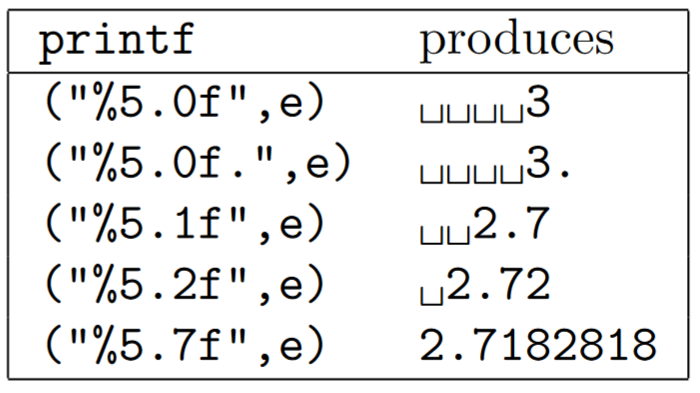 printf produces
("%5.0f",e) ␣␣␣␣3
("%5.0f.",e) ␣␣␣␣3.
("%5.1f",e) ␣␣2.7
("%5.2f",e) ␣2.72
("%5.7f",e) 2.7182818